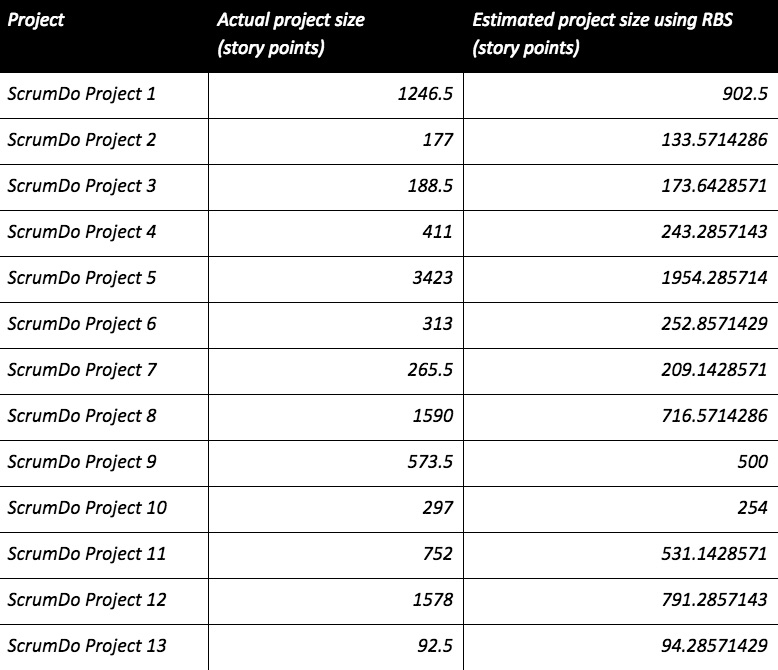 Project Actual project size Estimated project size using RBS
(story points) (story points)
ScrumDo Project 1 1246.5 902.5
ScrumDo Project 2 177 133.5714286
ScrumDo Project 3 188.5 173.6428571
ScrumDo Project 4 411 243.2857143
ScrumDo Project 5 3423 1954.285714
ScrumDo Project 6 313 252.8571429
ScrumDo Project 7 265.5 209.1428571
ScrumDo Project 8 1590 716.5714286
ScrumDo Project 9 573.5 500
ScrumDo Project 10 297 254
ScrumDo Project 11 752 531.1428571
ScrumDo Project 12 1578 791.2857143
ScrumDo Project 13 92.5 94.28571429